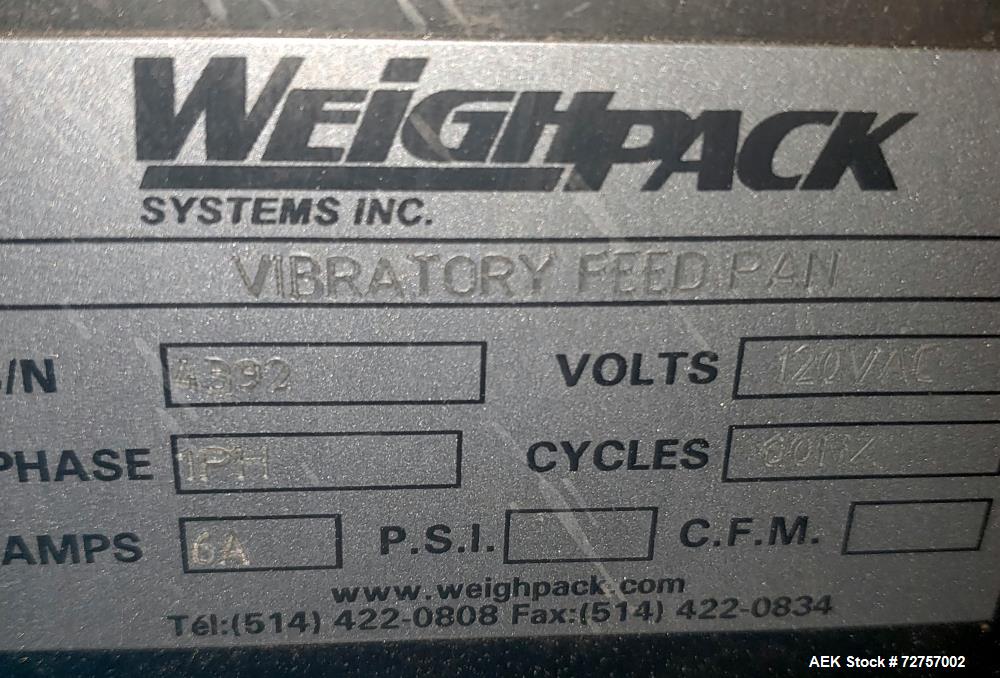 WEiGHPACK
SYSTEMS INC.
VIBRATORY FEED PAN
/N 4392 VOLTS 120VAC
PHASE 1PH CYCLES 60HZ
AMPS 6A P.S.I. C.F.M.
www.weighpack.com
Tél:(514) 422-0808 Fax:(514) 422-0834
AEK Stock # 72757002